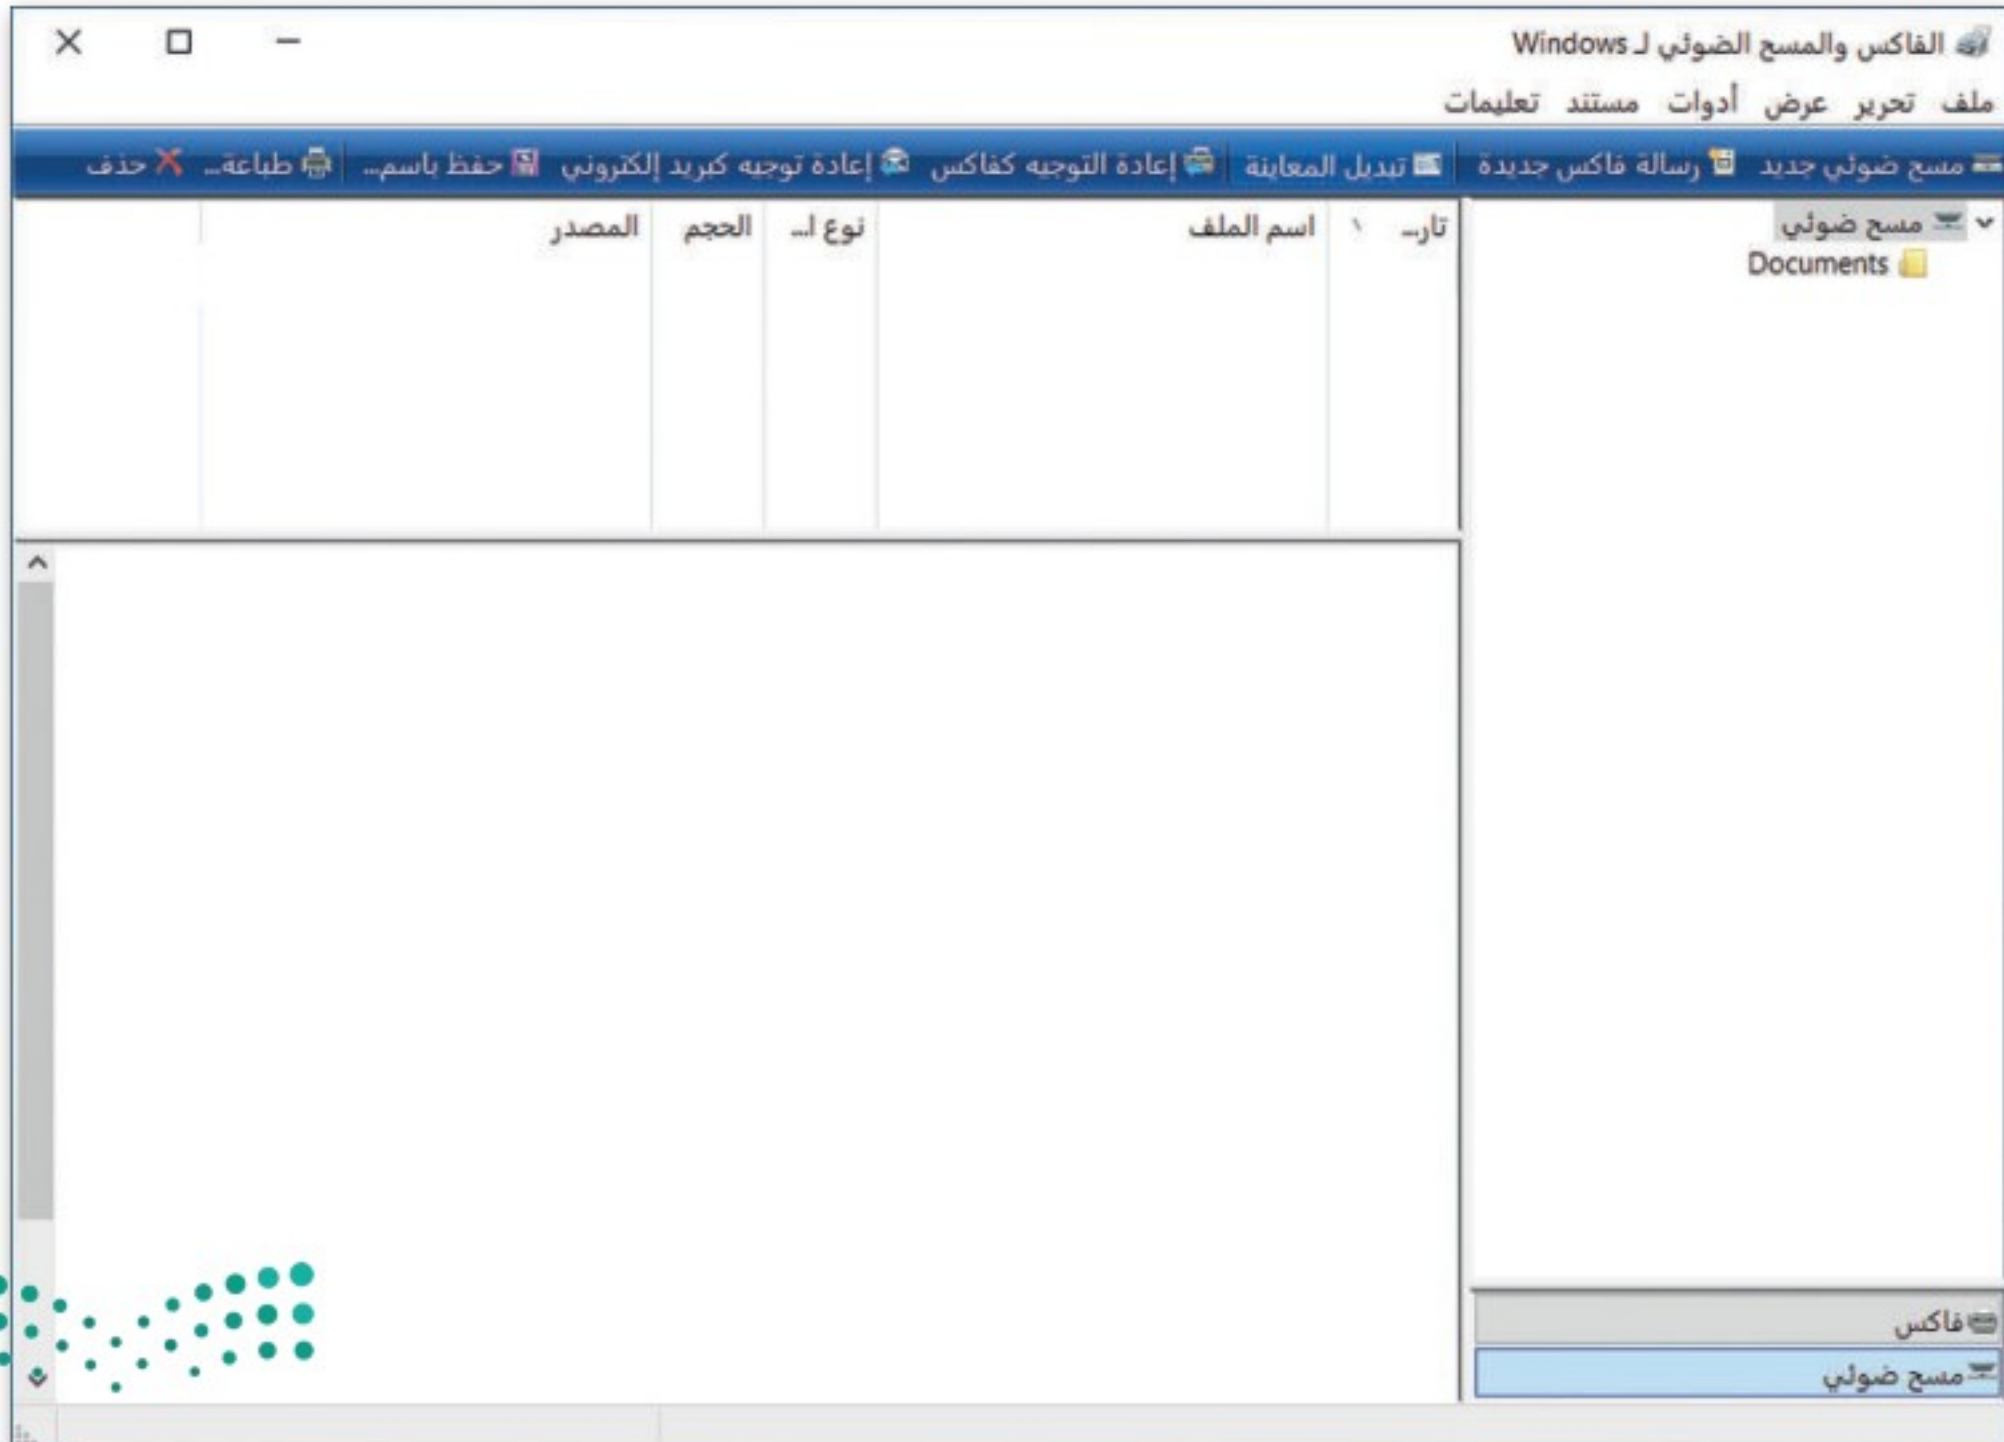 الفاكس والمسح الضوئي لـ Windows
ملف تحرير عرض أدوات مستند تعليمات
مسح ضوئي جديد رسالة فاكس جديدة تبديل المعاينة إعادة التوجيه كفاكس إعادة توجيه كبريد إلكتروني حفظ باسم... طباعة... حذف
مسح ضوئي
Documents
تار... اسم الملف نوع ا... الحجم المصدر
فاكس
مسح ضوئي